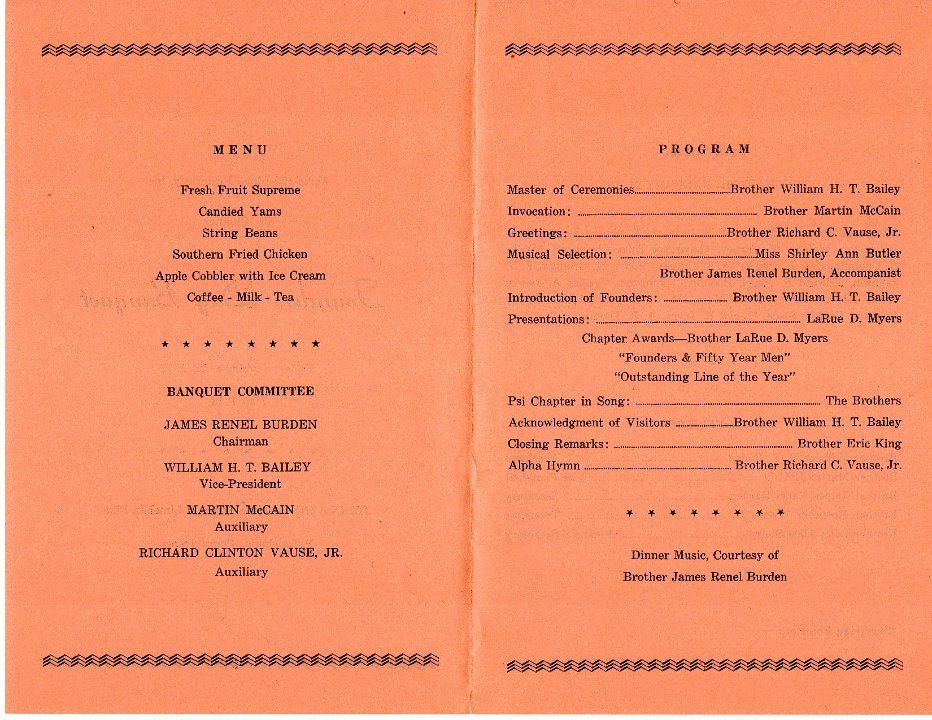 MENU
Fresh Fruit Supreme
Candied Yams
String Beans
Southern Fried Chicken
Apple Cobbler with Ice Cream
Coffee - Milk - Tea
★ ★ ★ ★ ★ ★ ★ ★
BANQUET COMMITTEE
JAMES RENEL BURDEN
Chairman
WILLIAM H. T. BAILEY
Vice-President
MARTIN McCAIN
Auxiliary
RICHARD CLINTON VAUSE, JR.
Auxiliary
PROGRAM
Master of Ceremonies..........Brother William H. T. Bailey
Invocation: .......... Brother Martin McCain
Greetings: ..........Brother Richard C. Vause, Jr.
Musical Selection: ..........Miss Shirley Ann Butler
Brother James Renel Burden, Accompanist
Introduction of Founders: .......... Brother William H. T. Bailey
Presentations: .......... LaRue D. Myers
Chapter Awards—Brother LaRue D. Myers
"Founders & Fifty Year Men"
"Outstanding Line of the Year"
Psi Chapter in Song: .......... The Brothers
Acknowledgment of Visitors ..........Brother William H. T. Bailey
Closing Remarks: .......... Brother Eric King
Alpha Hymn .......... Brother Richard C. Vause, Jr.
★ ★ ★ ★ ★ ★ ★ ★
Dinner Music, Courtesy of
Brother James Renel Burden